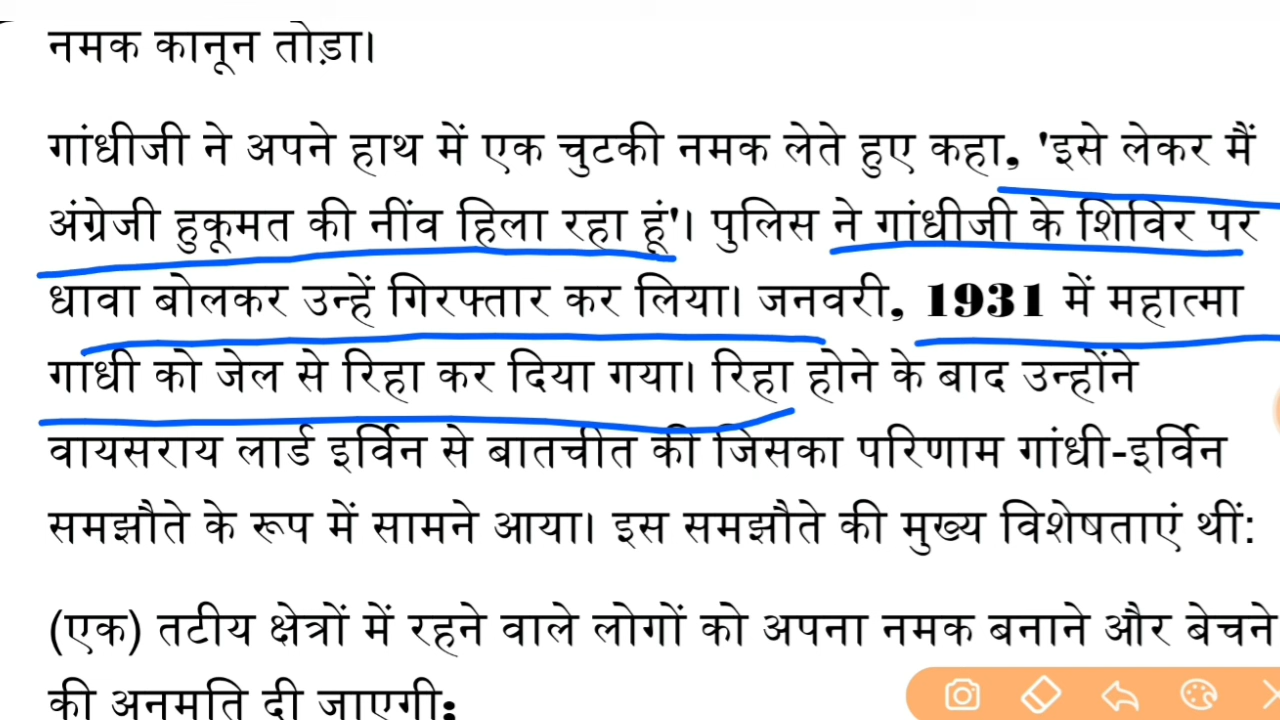 नमक कानून तोड़ा।
गांधीजी ने अपने हाथ में एक चुटकी नमक लेते हुए कहा, 'इसे लेकर मैं
अंग्रेजी हुकूमत की नींव हिला रहा हूं'। पुलिस ने गांधीजी के शिविर पर
धावा बोलकर उन्हें गिरफ्तार कर लिया। जनवरी, 1931 में महात्मा
गांधी को जेल से रिहा कर दिया गया। रिहा होने के बाद उन्होंने
वायसराय लार्ड इर्विन से बातचीत की जिसका परिणाम गांधी-इर्विन
समझौते के रूप में सामने आया। इस समझौते की मुख्य विशेषताएं थीं:
(एक) तटीय क्षेत्रों में रहने वाले लोगों को अपना नमक बनाने और बेचने
की अनुमति दी जाएगी;